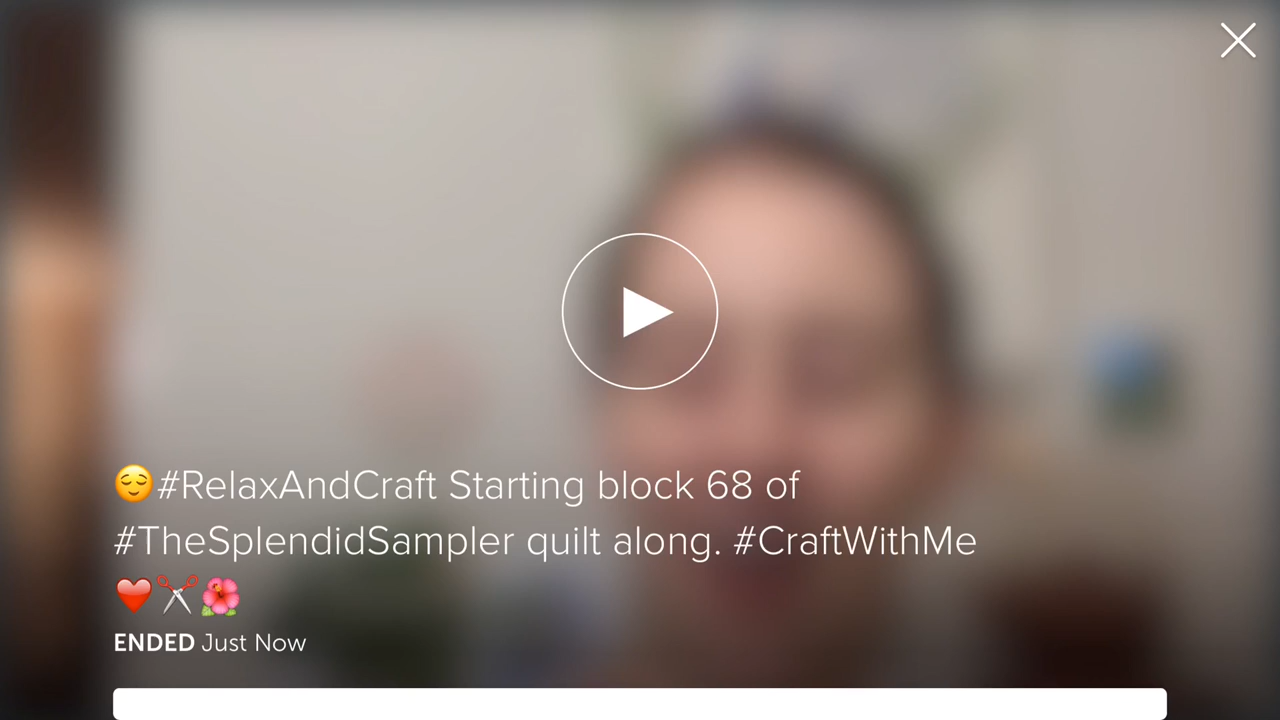 😌#RelaxAndCraft Starting block 68 of
#TheSplendidSampler quilt along. #CraftWithMe
❤️✂️🌺
ENDED Just Now